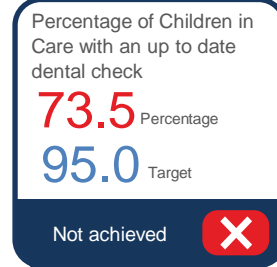 Percentage of Children in
Care with an up to date
dental check
73.5 Percentage
95.0 Target
Not achieved